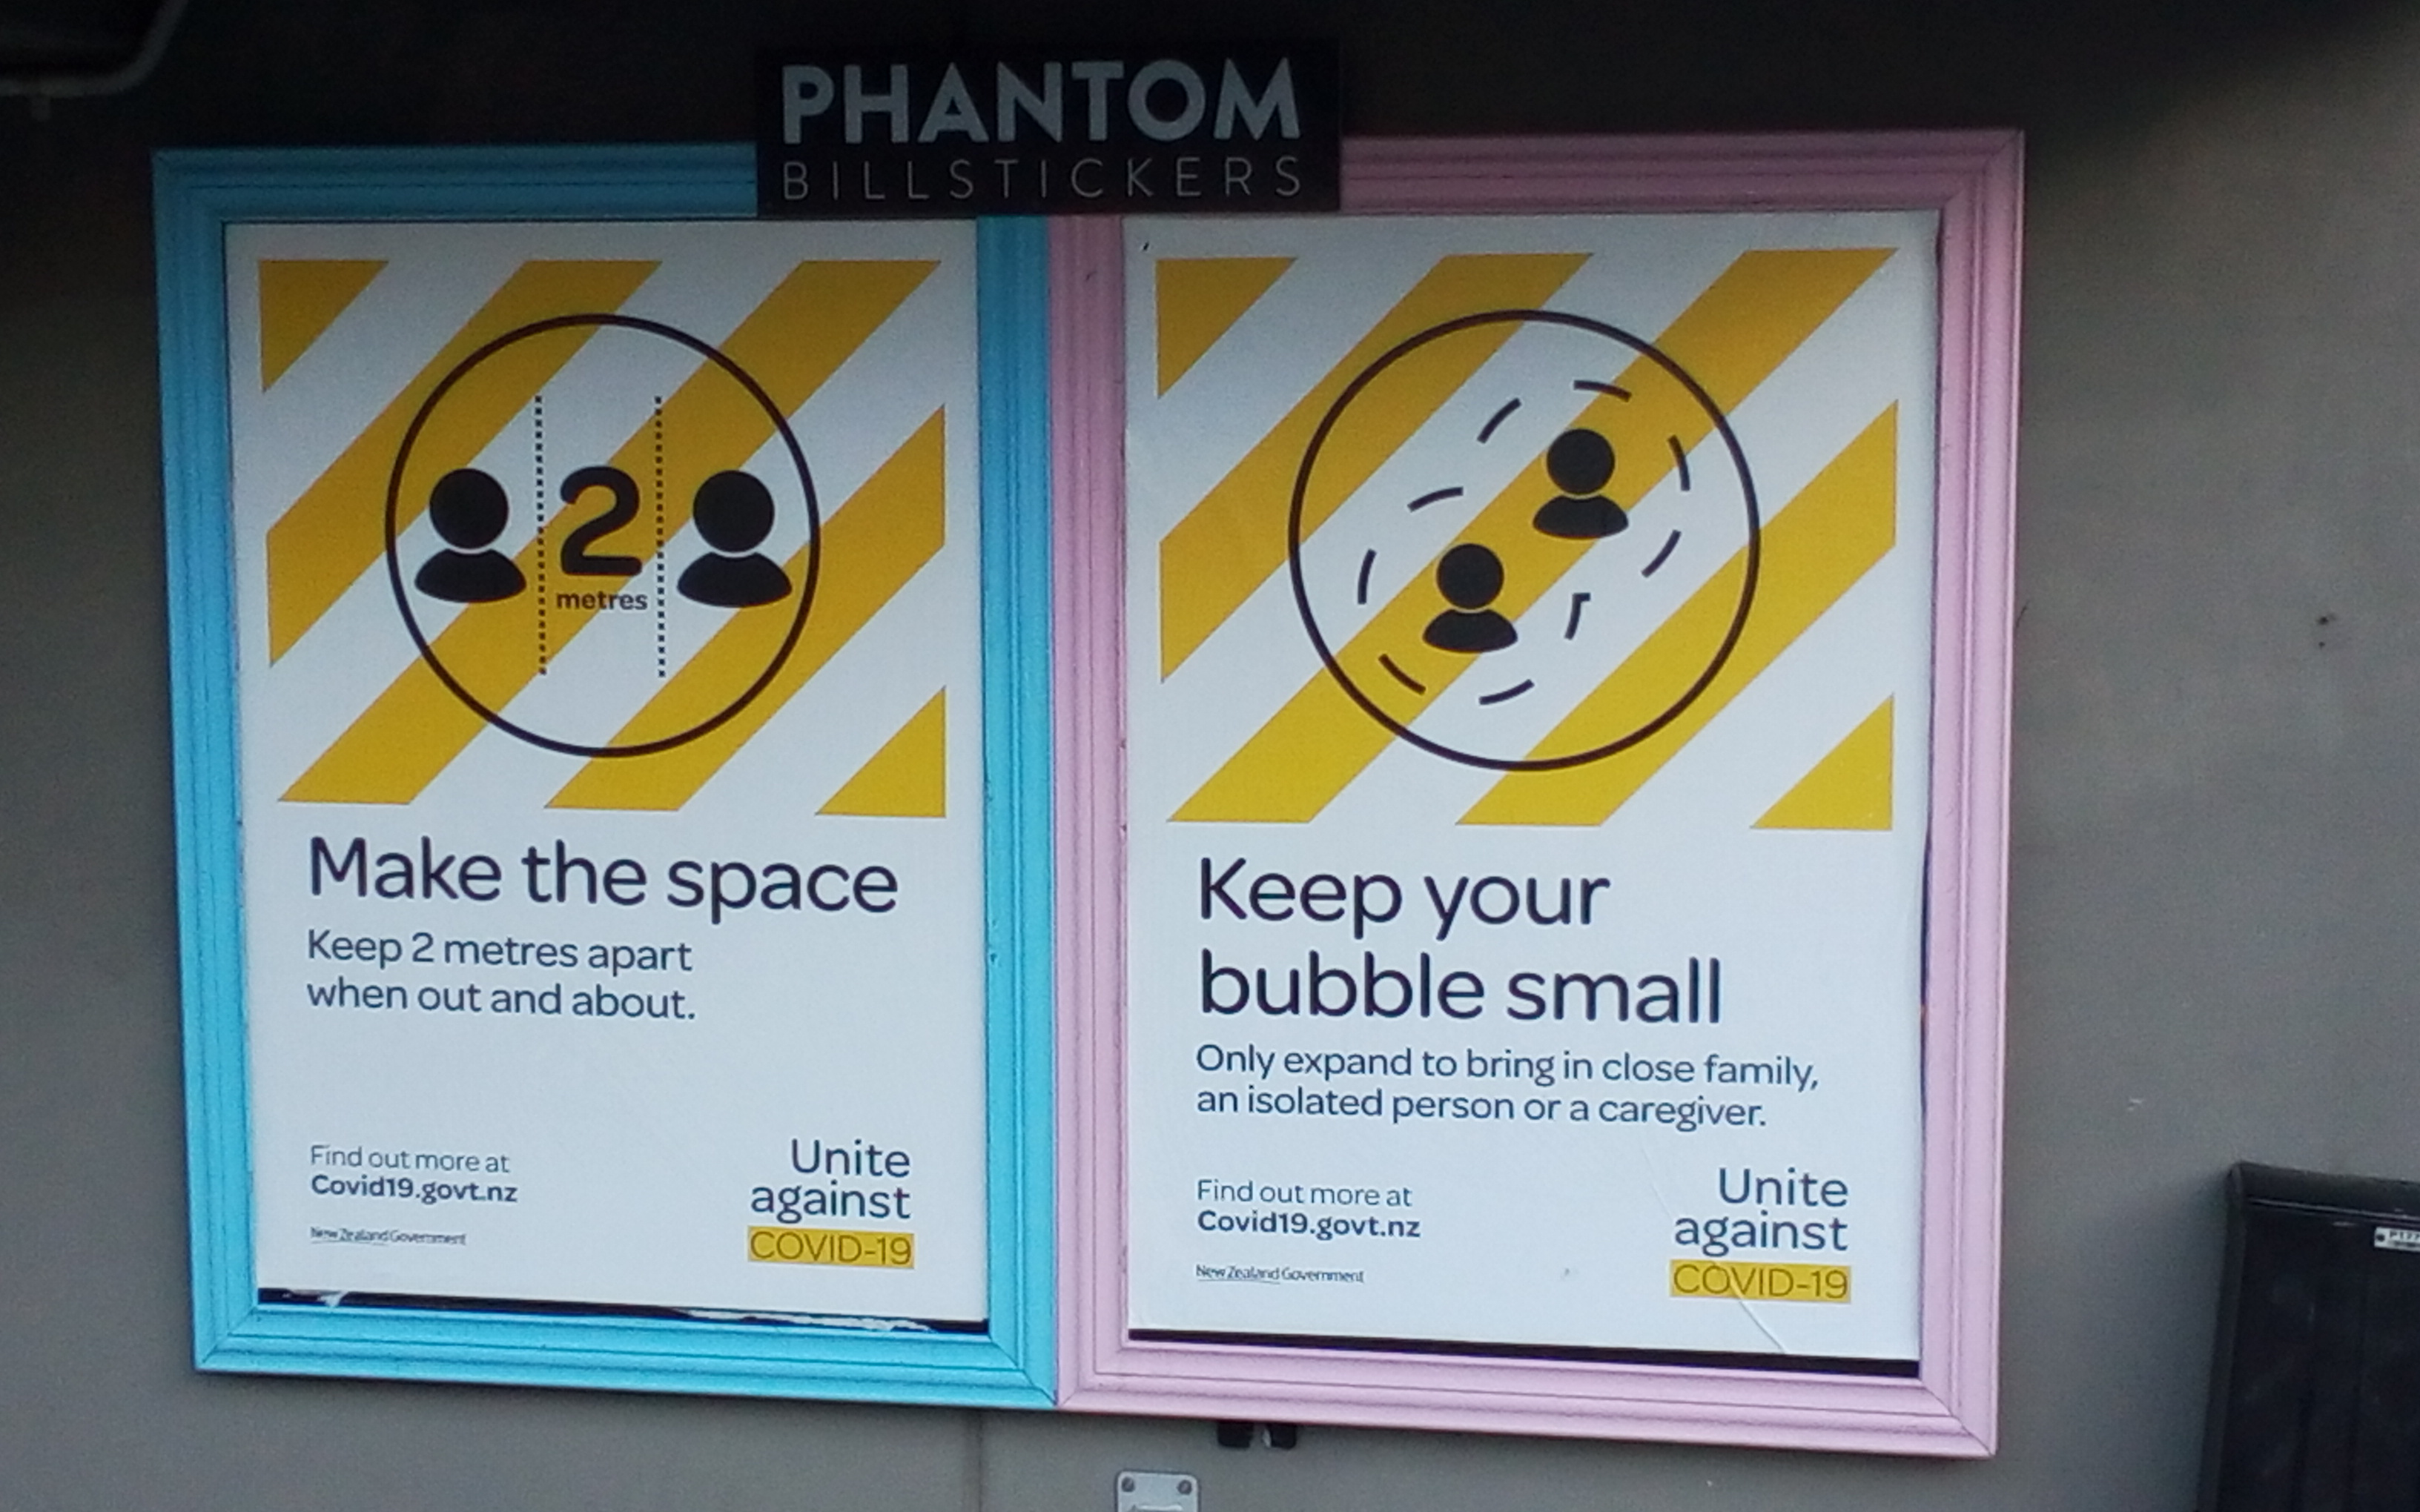 PHANTOM
BILLSTICKERS
2
metres
Make the space
Keep 2 metres apart
when out and about.
Find out more at
Covid19.govt.nz
New Zealand Government
Unite
against
COVID-19
Keep your
bubble small
Only expand to bring in close family,
an isolated person or a caregiver.
Find out more at
Covid19.govt.nz
New Zealand Government
Unite
against
COVID-19